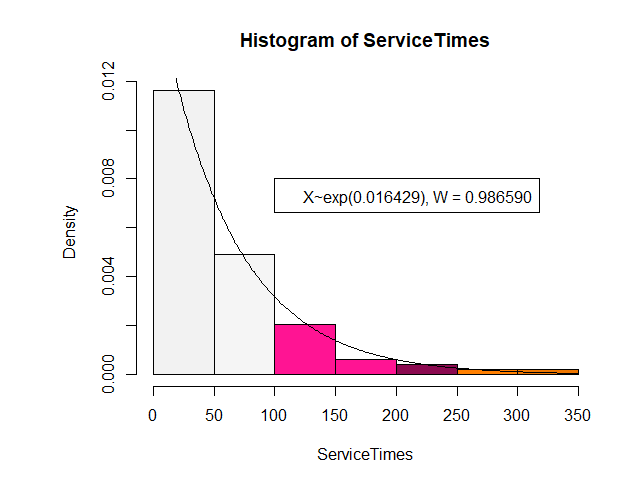 Histogram of ServiceTimes
Density
0.012
0.008
0.004
0.000
X~exp(0.016429), W = 0.986590
0 50 100 150 200 250 300 350
ServiceTimes